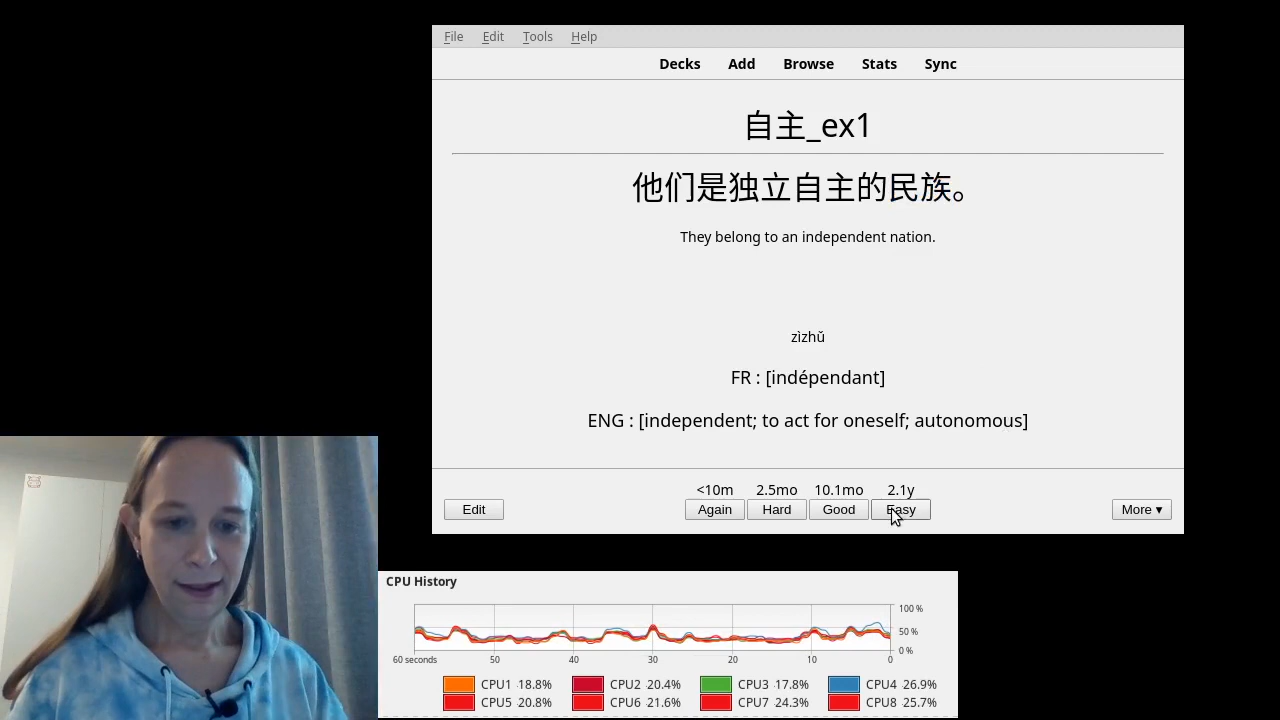 File Edit Tools Help
Decks Add Browse Stats Sync
自主_ex1
他们是独立自主的民族。
They belong to an independent nation.
zìzhǔ
FR : [indépendant]
ENG : [independent; to act for oneself; autonomous]
<10m 2.5mo 10.1mo 2.1y
Edit Again Hard Good Easy More ▾
CPU History
100 %
50 %
0 %
60 seconds 50 40 30 20 10 0
CPU1 18.8% CPU2 20.4% CPU3 17.8% CPU4 26.9%
CPU5 20.8% CPU6 21.6% CPU7 24.3% CPU8 25.7%